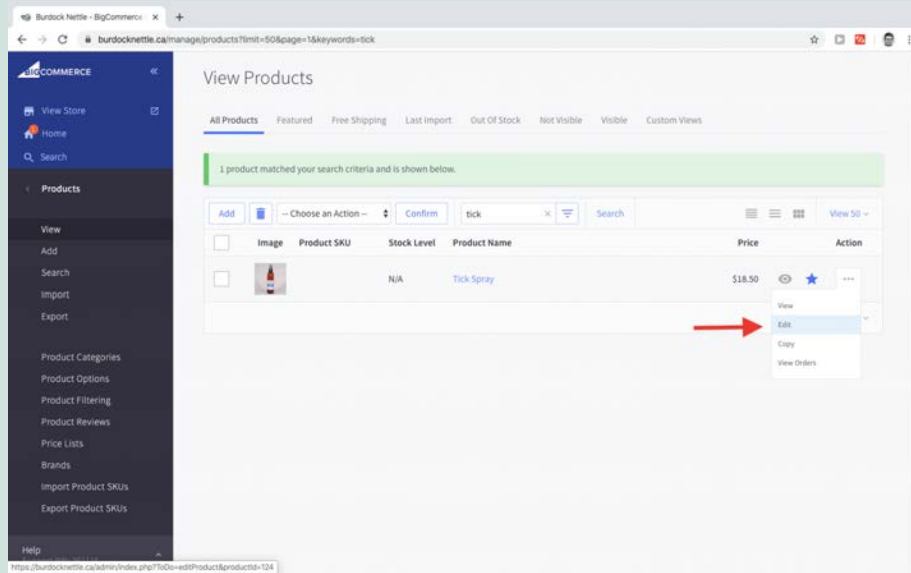 Burdock Nettle - BigCommerce
burdocknettle.ca/manage/products?limit=50&page=1&keywords=tick
BIGCOMMERCE
View Store
Home
Search
Products
View
Add
Search
Import
Export
Product Categories
Product Options
Product Filtering
Product Reviews
Price Lists
Brands
Import Product SKUs
Export Product SKUs
Help
https://burdocknettle.ca/admin/index.php?ToDo=editProduct&productId=124
View Products
All Products Featured Free Shipping Last Import Out Of Stock Not Visible Visible Custom Views
1 product matched your search criteria and is shown below.
Add -- Choose an Action -- Confirm tick Search View 50
Image Product SKU Stock Level Product Name Price Action
N/A Tick Spray $18.50
View
Edit
Copy
View Orders